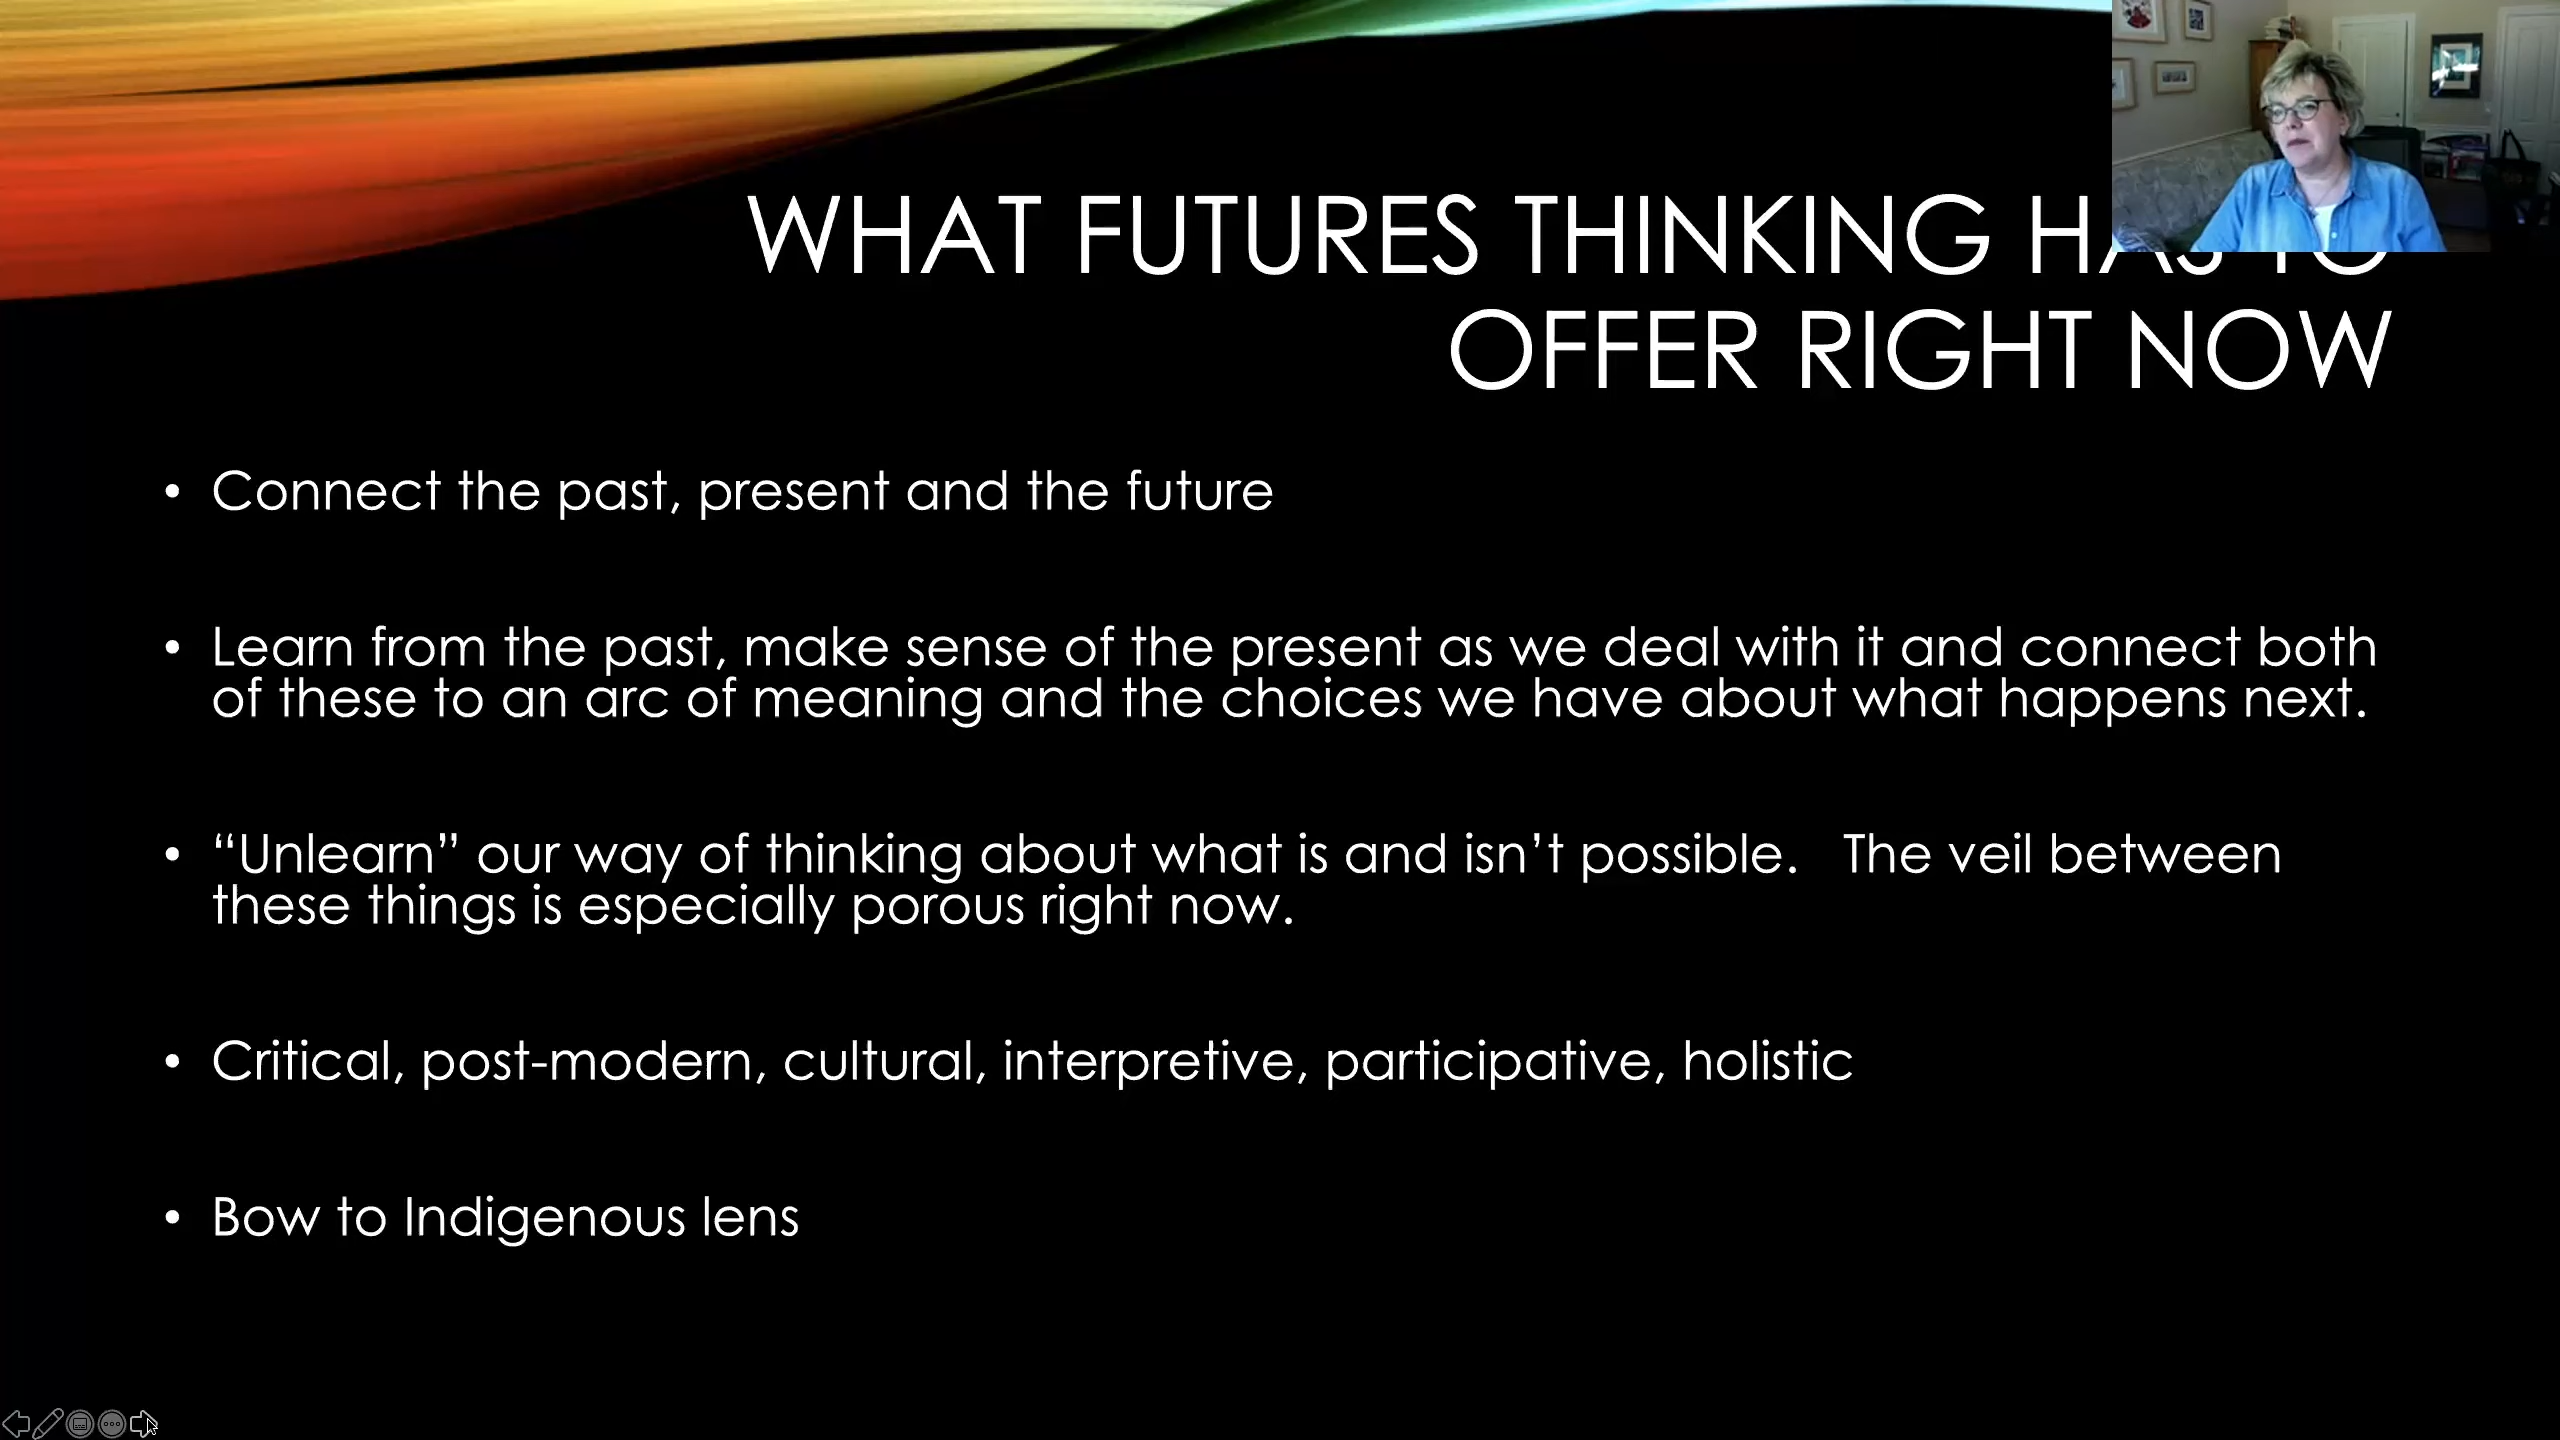 WHAT FUTURES THINKING HAS TO
OFFER RIGHT NOW
• Connect the past, present and the future
• Learn from the past, make sense of the present as we deal with it and connect both
of these to an arc of meaning and the choices we have about what happens next.
• “Unlearn” our way of thinking about what is and isn’t possible.   The veil between
these things is especially porous right now.
• Critical, post-modern, cultural, interpretive, participative, holistic
• Bow to Indigenous lens